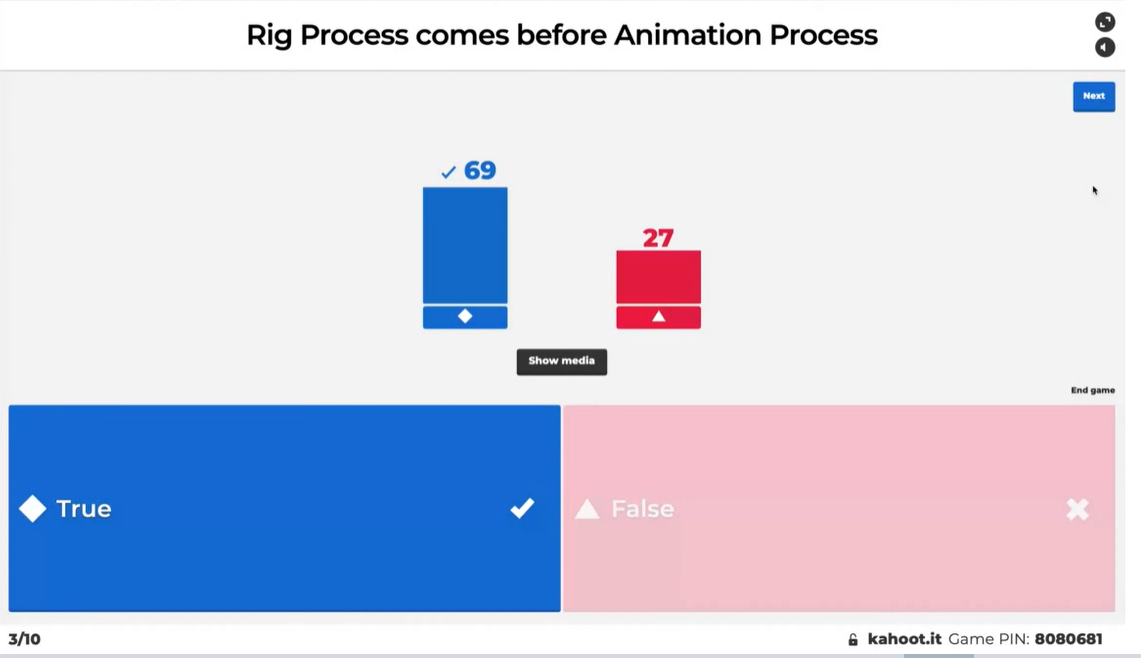 Rig Process comes before Animation Process
Next
69
27
Show media
End game
True
False
3/10
kahoot.it Game PIN: 8080681